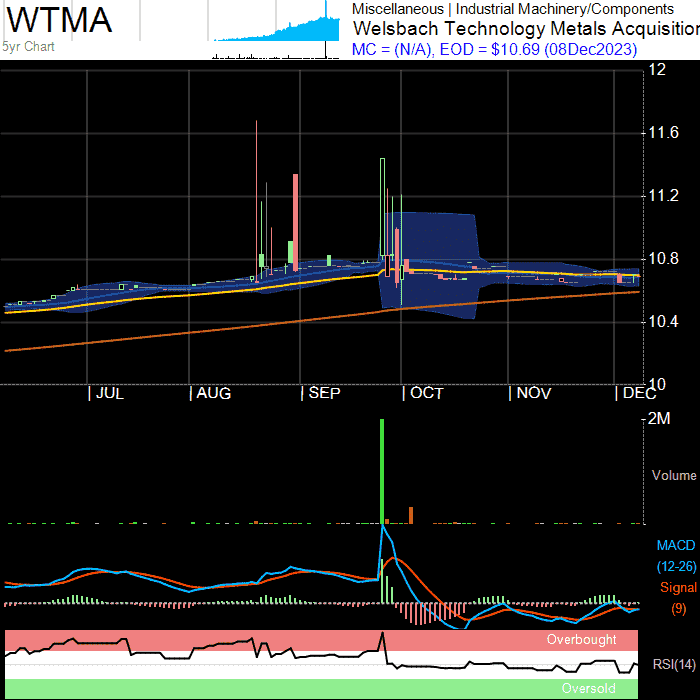 WTMA
5yr Chart
Miscellaneous | Industrial Machinery/Components
Welsbach Technology Metals Acquisition
MC = (N/A), EOD = $10.69 (08Dec2023)
12
11.6
11.2
10.8
10.4
10
JUL
AUG
SEP
OCT
NOV
DEC
2M
Volume
MACD
(12-26)
Signal
(9)
Overbought
RSI(14)
Oversold